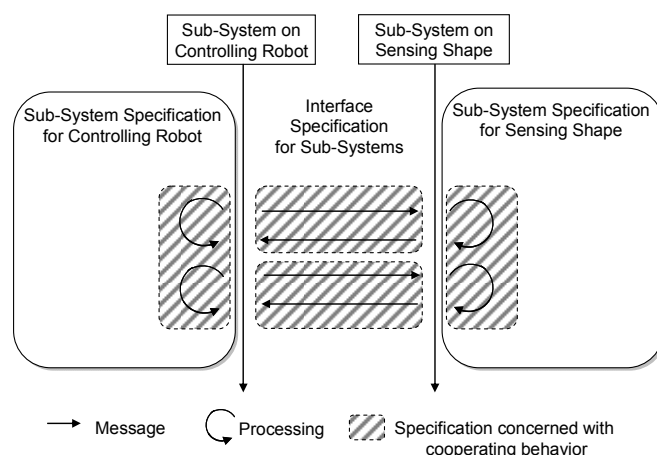 Sub-System on
Controlling Robot
Sub-System on
Sensing Shape
Sub-System Specification
for Controlling Robot
Interface
Specification
for Sub-Systems
Sub-System Specification
for Sensing Shape
Message
Processing
Specification concerned with
cooperating behavior